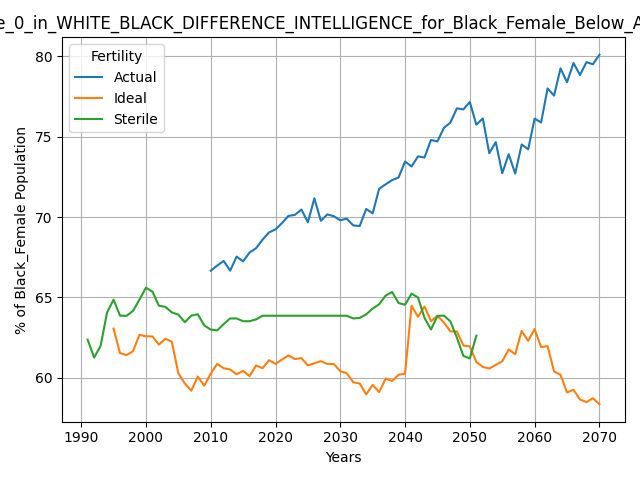 e_0_in_WHITE_BLACK_DIFFERENCE_INTELLIGENCE_for_Black_Female_Below_A
Fertility
Actual
Ideal
Sterile
% of Black_Female Population
80
75
70
65
60
1990 2000 2010 2020 2030 2040 2050 2060 2070
Years